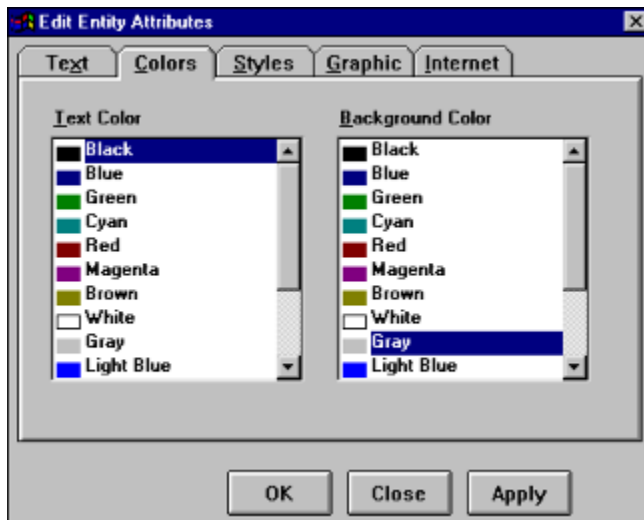 Edit Entity Attributes
Text Colors Styles Graphic Internet
Text Color
Black
Blue
Green
Cyan
Red
Magenta
Brown
White
Gray
Light Blue
Background Color
Black
Blue
Green
Cyan
Red
Magenta
Brown
White
Gray
Light Blue
OK Close Apply